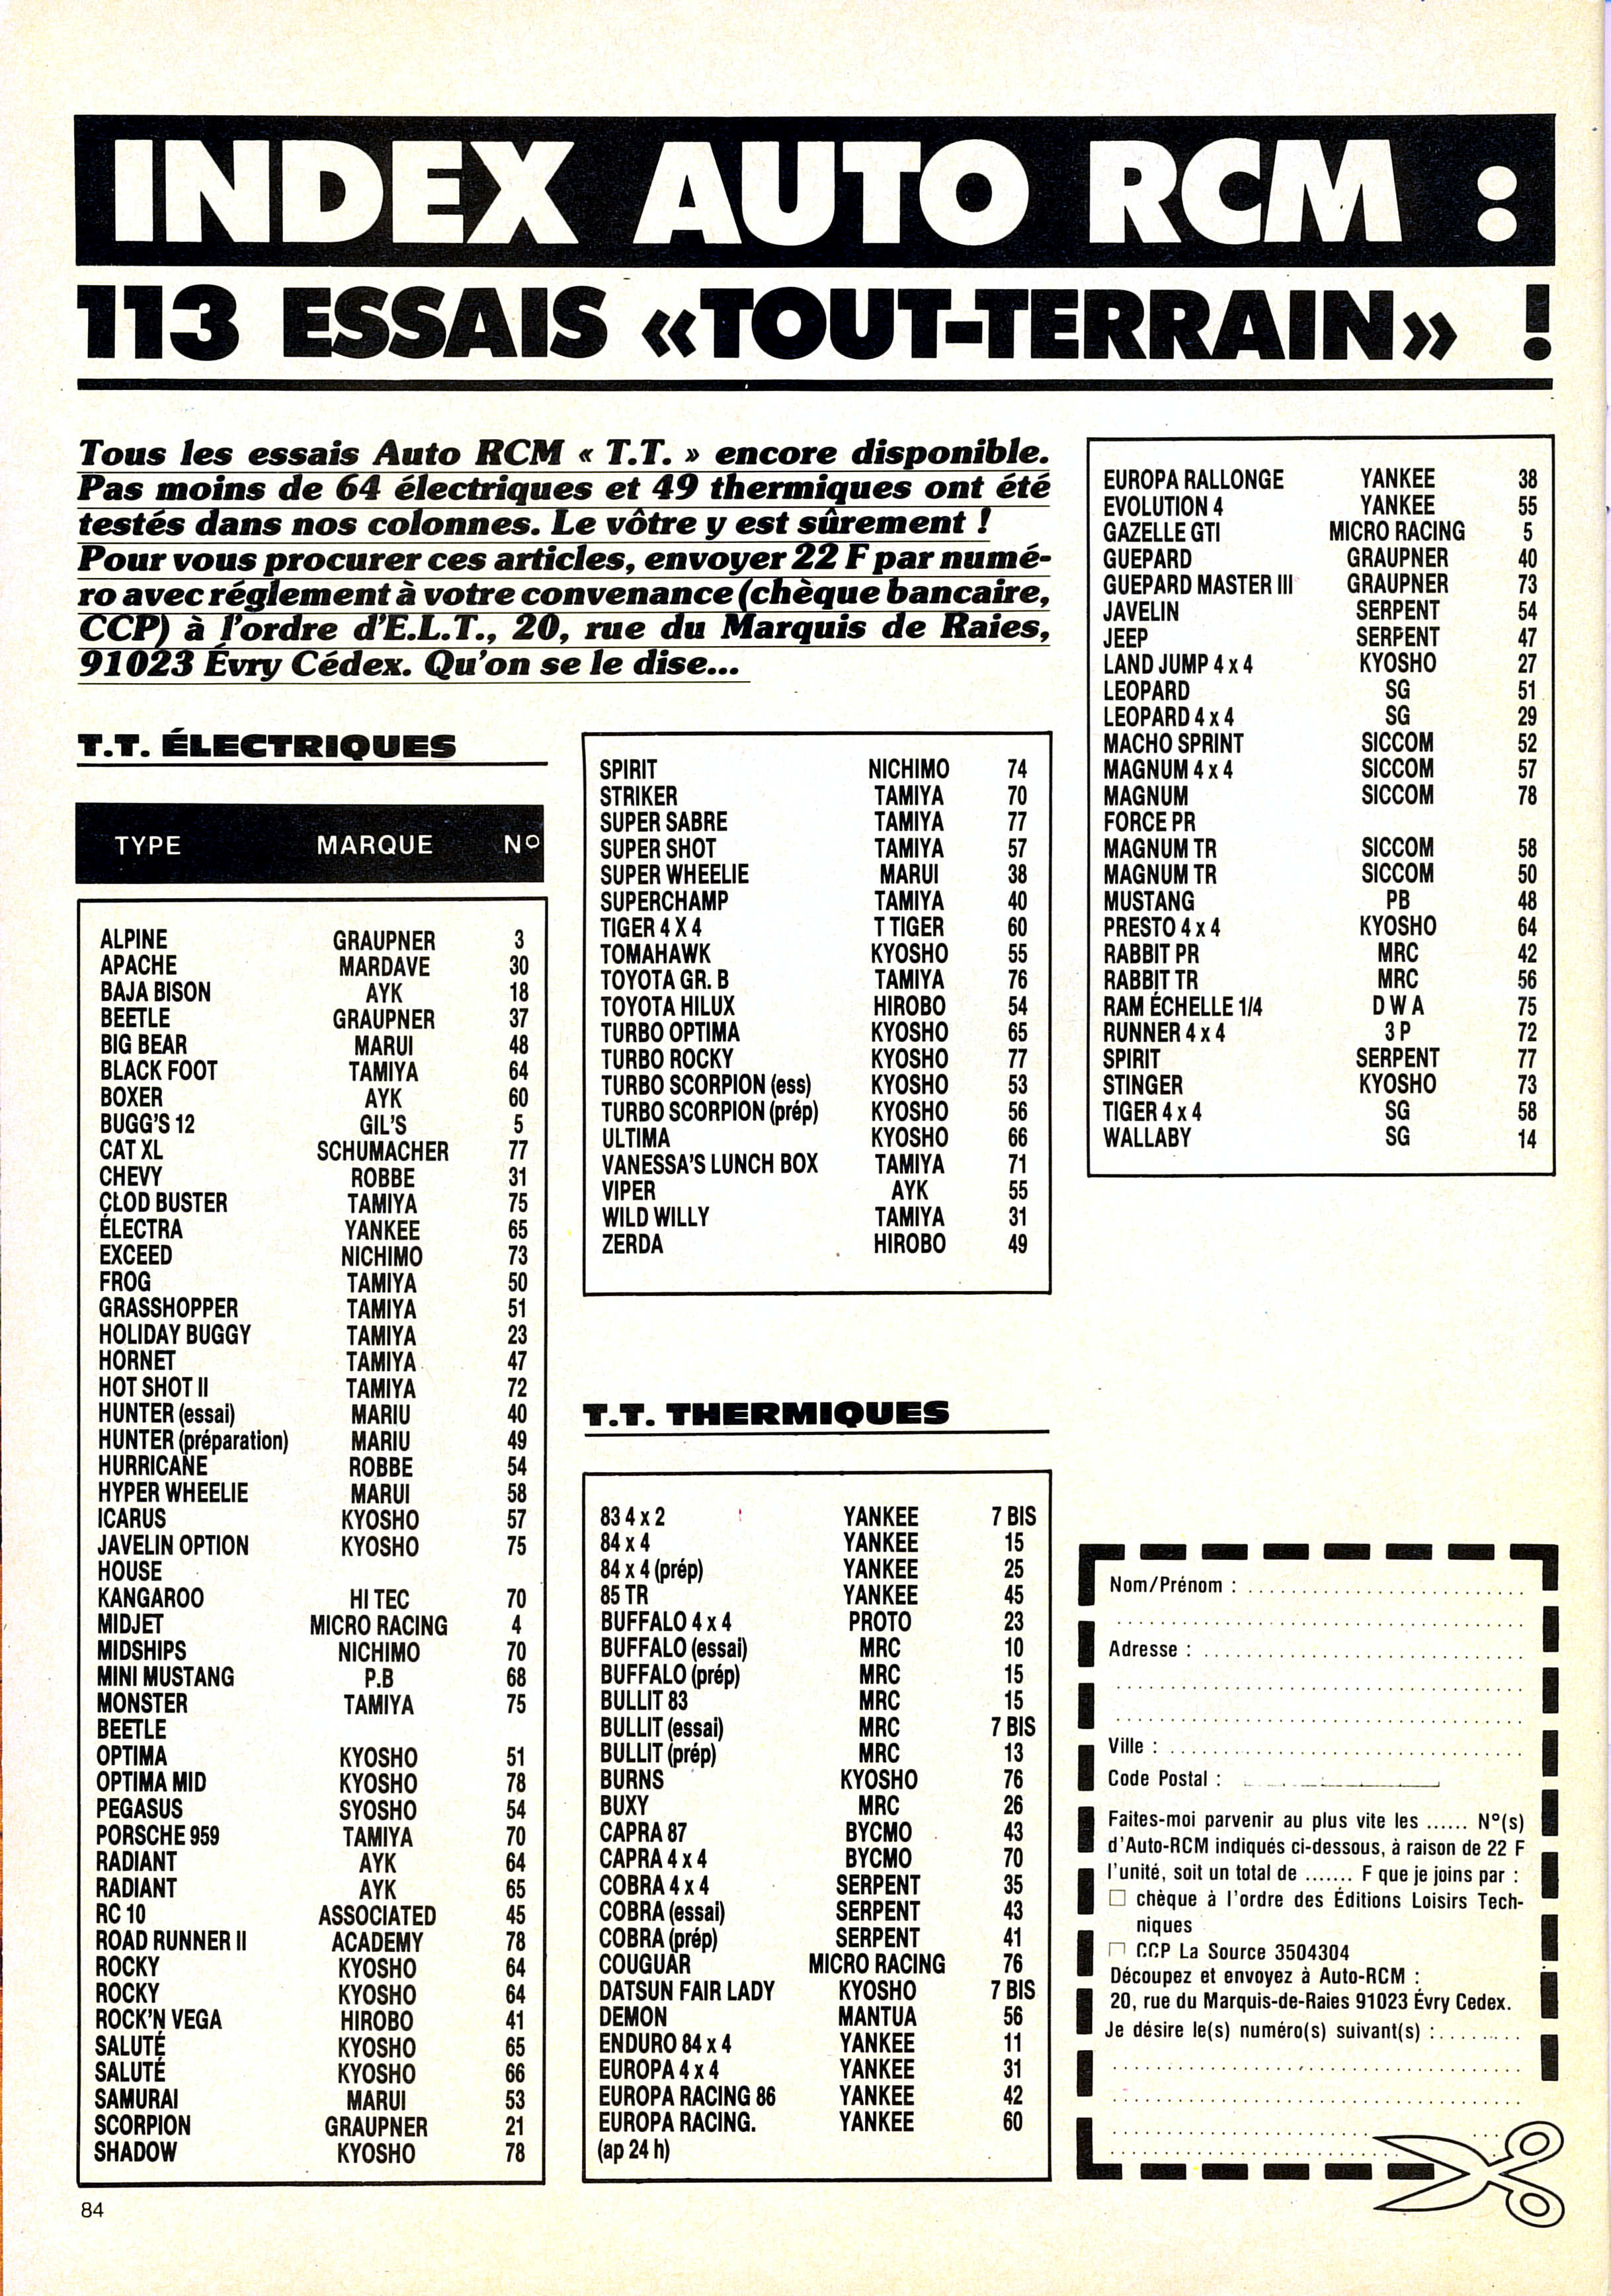 INDEX AUTO RCM :
113 ESSAIS «TOUT-TERRAIN» !
Tous les essais Auto RCM « T.T. » encore disponible.
Pas moins de 64 électriques et 49 thermiques ont été
testés dans nos colonnes. Le vôtre y est sûrement !
Pour vous procurer ces articles, envoyer 22 F par numé-
ro avec réglement à votre convenance (chèque bancaire,
CCP) à l'ordre d'E.L.T., 20, rue du Marquis de Raies,
91023 Évry Cédex. Qu'on se le dise...
T.T. ÉLECTRIQUES
TYPE MARQUE N°
ALPINE GRAUPNER 3
APACHE MARDAVE 30
BAJA BISON AYK 18
BEETLE GRAUPNER 37
BIG BEAR MARUI 48
BLACK FOOT TAMIYA 64
BOXER AYK 60
BUGG'S 12 GIL'S 5
CAT XL SCHUMACHER 77
CHEVY ROBBE 31
CLOD BUSTER TAMIYA 75
ÉLECTRA YANKEE 65
EXCEED NICHIMO 73
FROG TAMIYA 50
GRASSHOPPER TAMIYA 51
HOLIDAY BUGGY TAMIYA 23
HORNET TAMIYA 47
HOT SHOT II TAMIYA 72
HUNTER (essai) MARIU 40
HUNTER (préparation) MARIU 49
HURRICANE ROBBE 54
HYPER WHEELIE MARUI 58
ICARUS KYOSHO 57
JAVELIN OPTION KYOSHO 75
HOUSE
KANGAROO HI TEC 70
MIDJET MICRO RACING 4
MIDSHIPS NICHIMO 70
MINI MUSTANG P.B 68
MONSTER TAMIYA 75
BEETLE
OPTIMA KYOSHO 51
OPTIMA MID KYOSHO 78
PEGASUS SYOSHO 54
PORSCHE 959 TAMIYA 70
RADIANT AYK 64
RADIANT AYK 65
RC 10 ASSOCIATED 45
ROAD RUNNER II ACADEMY 78
ROCKY KYOSHO 64
ROCKY KYOSHO 64
ROCK'N VEGA HIROBO 41
SALUTÉ KYOSHO 65
SALUTÉ KYOSHO 66
SAMURAI MARUI 53
SCORPION GRAUPNER 21
SHADOW KYOSHO 78
SPIRIT NICHIMO 74
STRIKER TAMIYA 70
SUPER SABRE TAMIYA 77
SUPER SHOT TAMIYA 57
SUPER WHEELIE MARUI 38
SUPERCHAMP TAMIYA 40
TIGER 4 X 4 T TIGER 60
TOMAHAWK KYOSHO 55
TOYOTA GR. B TAMIYA 76
TOYOTA HILUX HIROBO 54
TURBO OPTIMA KYOSHO 65
TURBO ROCKY KYOSHO 77
TURBO SCORPION (ess) KYOSHO 53
TURBO SCORPION (prép) KYOSHO 56
ULTIMA KYOSHO 66
VANESSA'S LUNCH BOX TAMIYA 71
VIPER AYK 55
WILD WILLY TAMIYA 31
ZERDA HIROBO 49
T.T. THERMIQUES
83 4 x 2 YANKEE 7 BIS
84 x 4 YANKEE 15
84 x 4 (prép) YANKEE 25
85 TR YANKEE 45
BUFFALO 4 x 4 PROTO 23
BUFFALO (essai) MRC 10
BUFFALO (prép) MRC 15
BULLIT 83 MRC 15
BULLIT (essai) MRC 7 BIS
BULLIT (prép) MRC 13
BURNS KYOSHO 76
BUXY MRC 26
CAPRA 87 BYCMO 43
CAPRA 4 x 4 BYCMO 70
COBRA 4 x 4 SERPENT 35
COBRA (essai) SERPENT 43
COBRA (prép) SERPENT 41
COUGUAR MICRO RACING 76
DATSUN FAIR LADY KYOSHO 7 BIS
DEMON MANTUA 56
ENDURO 84 x 4 YANKEE 11
EUROPA 4 x 4 YANKEE 31
EUROPA RACING 86 YANKEE 42
EUROPA RACING. YANKEE 60
(ap 24 h)
EUROPA RALLONGE YANKEE 38
EVOLUTION 4 YANKEE 55
GAZELLE GTI MICRO RACING 5
GUEPARD GRAUPNER 40
GUEPARD MASTER III GRAUPNER 73
JAVELIN SERPENT 54
JEEP SERPENT 47
LAND JUMP 4 x 4 KYOSHO 27
LEOPARD SG 51
LEOPARD 4 x 4 SG 29
MACHO SPRINT SICCOM 52
MAGNUM 4 x 4 SICCOM 57
MAGNUM SICCOM 78
FORCE PR
MAGNUM TR SICCOM 58
MAGNUM TR SICCOM 50
MUSTANG PB 48
PRESTO 4 x 4 KYOSHO 64
RABBIT PR MRC 42
RABBIT TR MRC 56
RAM ÉCHELLE 1/4 D W A 75
RUNNER 4 x 4 3 P 72
SPIRIT SERPENT 77
STINGER KYOSHO 73
TIGER 4 x 4 SG 58
WALLABY SG 14
Nom/Prénom :
Adresse :
Ville :
Code Postal :
Faites-moi parvenir au plus vite les ...... N°(s)
d'Auto-RCM indiqués ci-dessous, à raison de 22 F
l'unité, soit un total de ....... F que je joins par :
□ chèque à l'ordre des Éditions Loisirs Tech-
niques
□ CCP La Source 3504304
Découpez et envoyez à Auto-RCM :
20, rue du Marquis-de-Raies 91023 Évry Cedex.
Je désire le(s) numéro(s) suivant(s) :.........
84